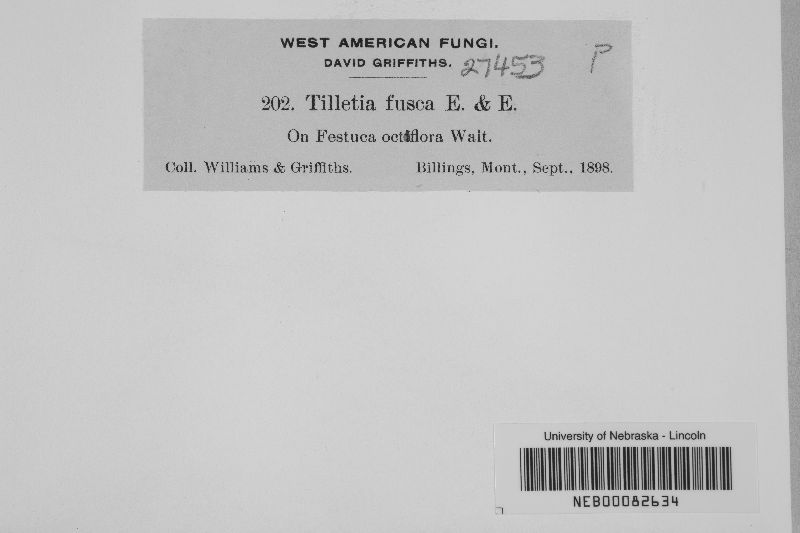 WEST AMERICAN FUNGI.
DAVID GRIFFITHS. 27453 P
202. Tilletia fusca E. & E.
On Festuca octiflora Walt.
Coll. Williams & Griffiths. Billings, Mont., Sept., 1898.
University of Nebraska - Lincoln
NEB00082634